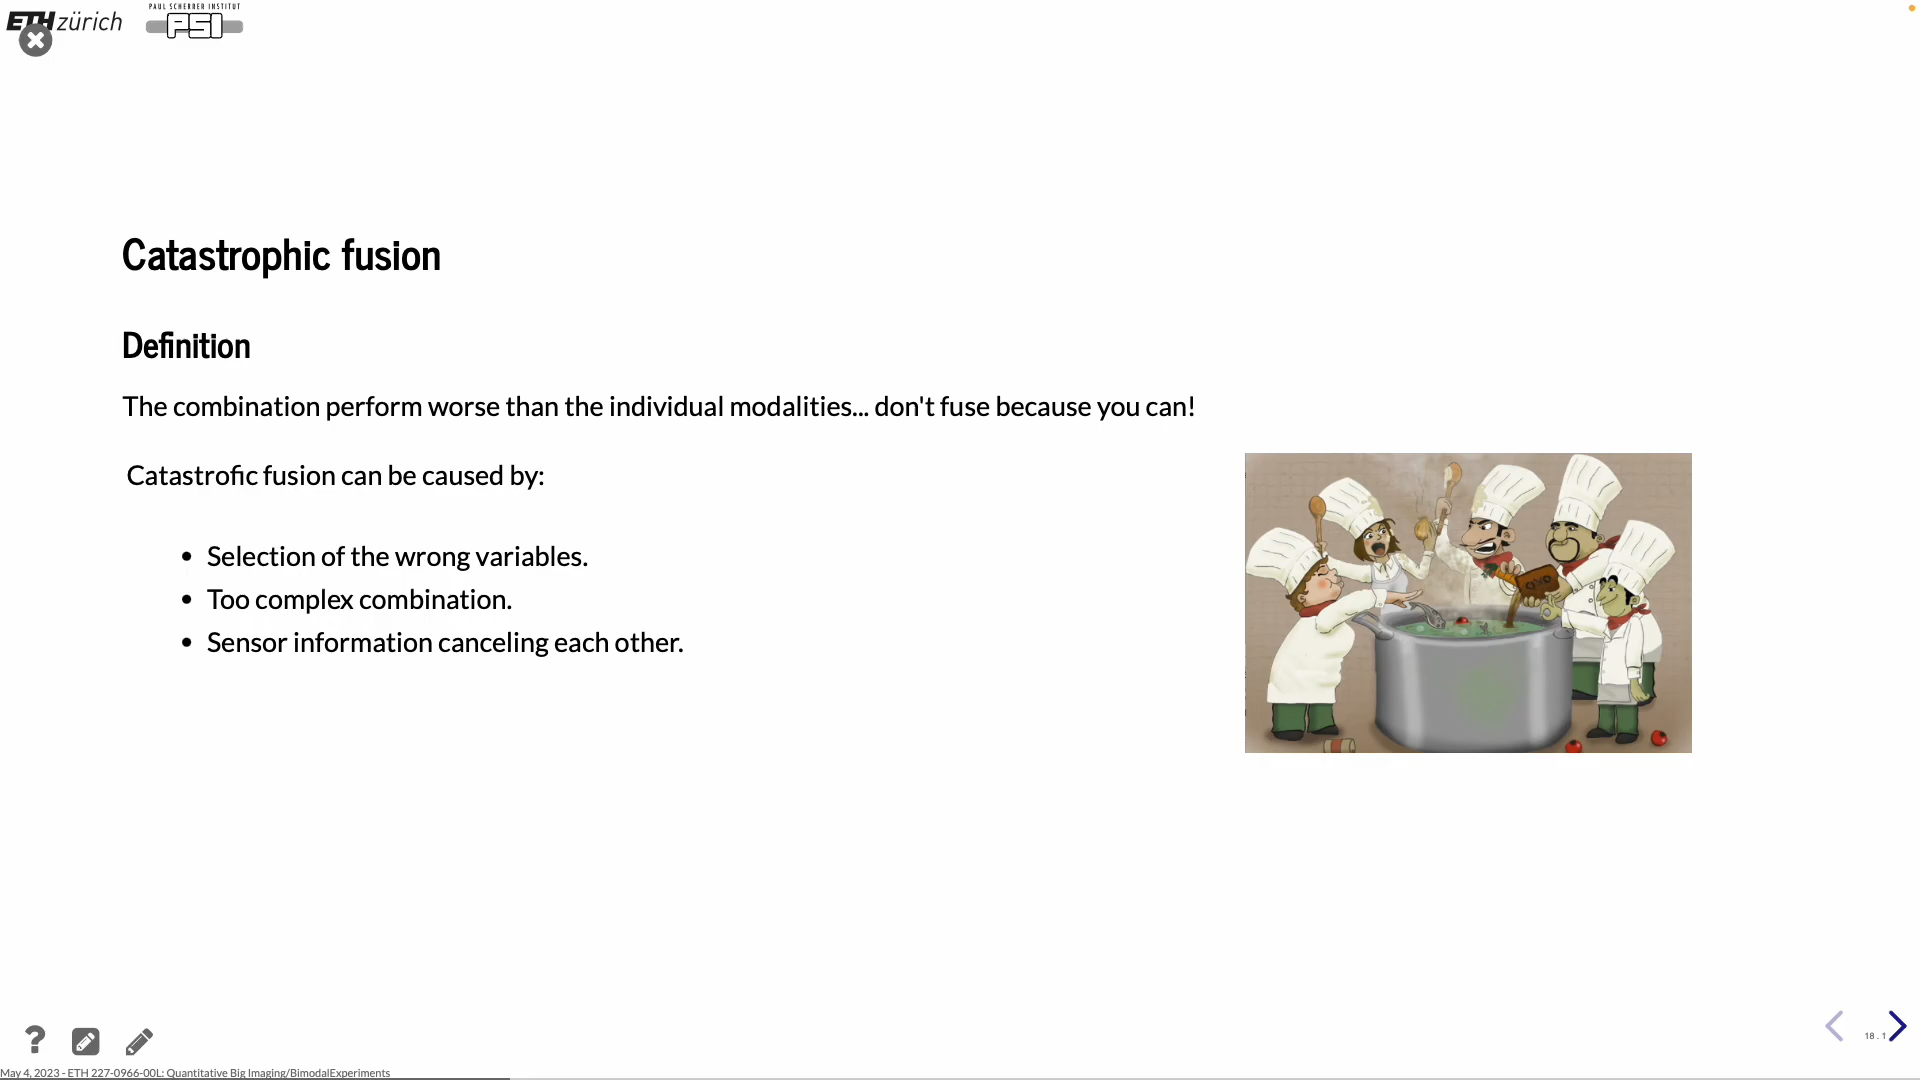 ETH zürich
PAUL SCHERRER INSTITUT
PSI
Catastrophic fusion
Definition
The combination perform worse than the individual modalities... don't fuse because you can!
Catastrofic fusion can be caused by:
• Selection of the wrong variables.
• Too complex combination.
• Sensor information canceling each other.
OXO
?
18 . 1
May 4, 2023 - ETH 227-0966-00L: Quantitative Big Imaging/BimodalExperiments